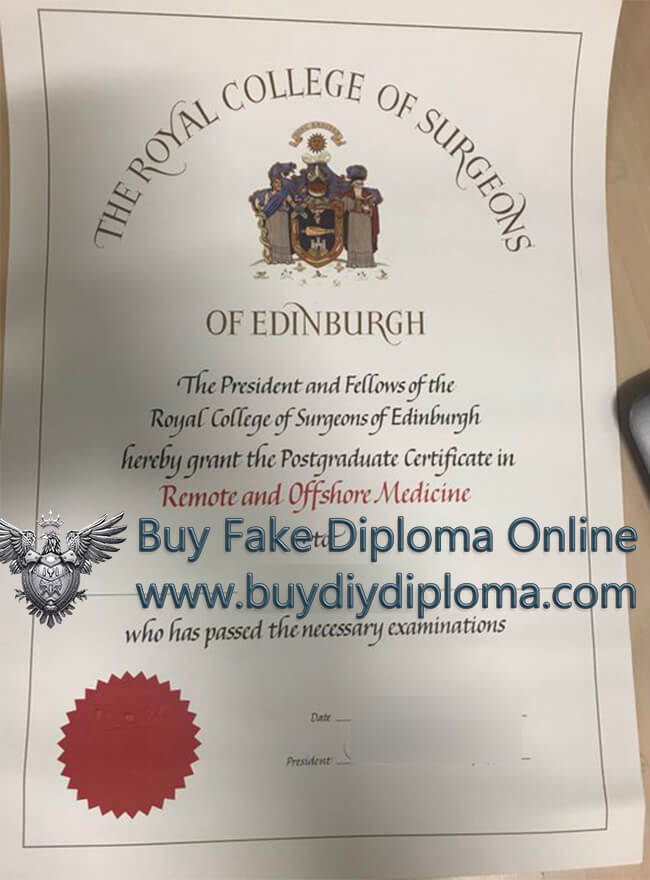 THE ROYAL COLLEGE OF SURGEONS
OF EDINBURGH
The President and Fellows of the
Royal College of Surgeons of Edinburgh
hereby grant the Postgraduate Certificate in
Remote and Offshore Medicine
to
Buy Fake Diploma Online
www.buydiydiploma.com
who has passed the necessary examinations
Date
President